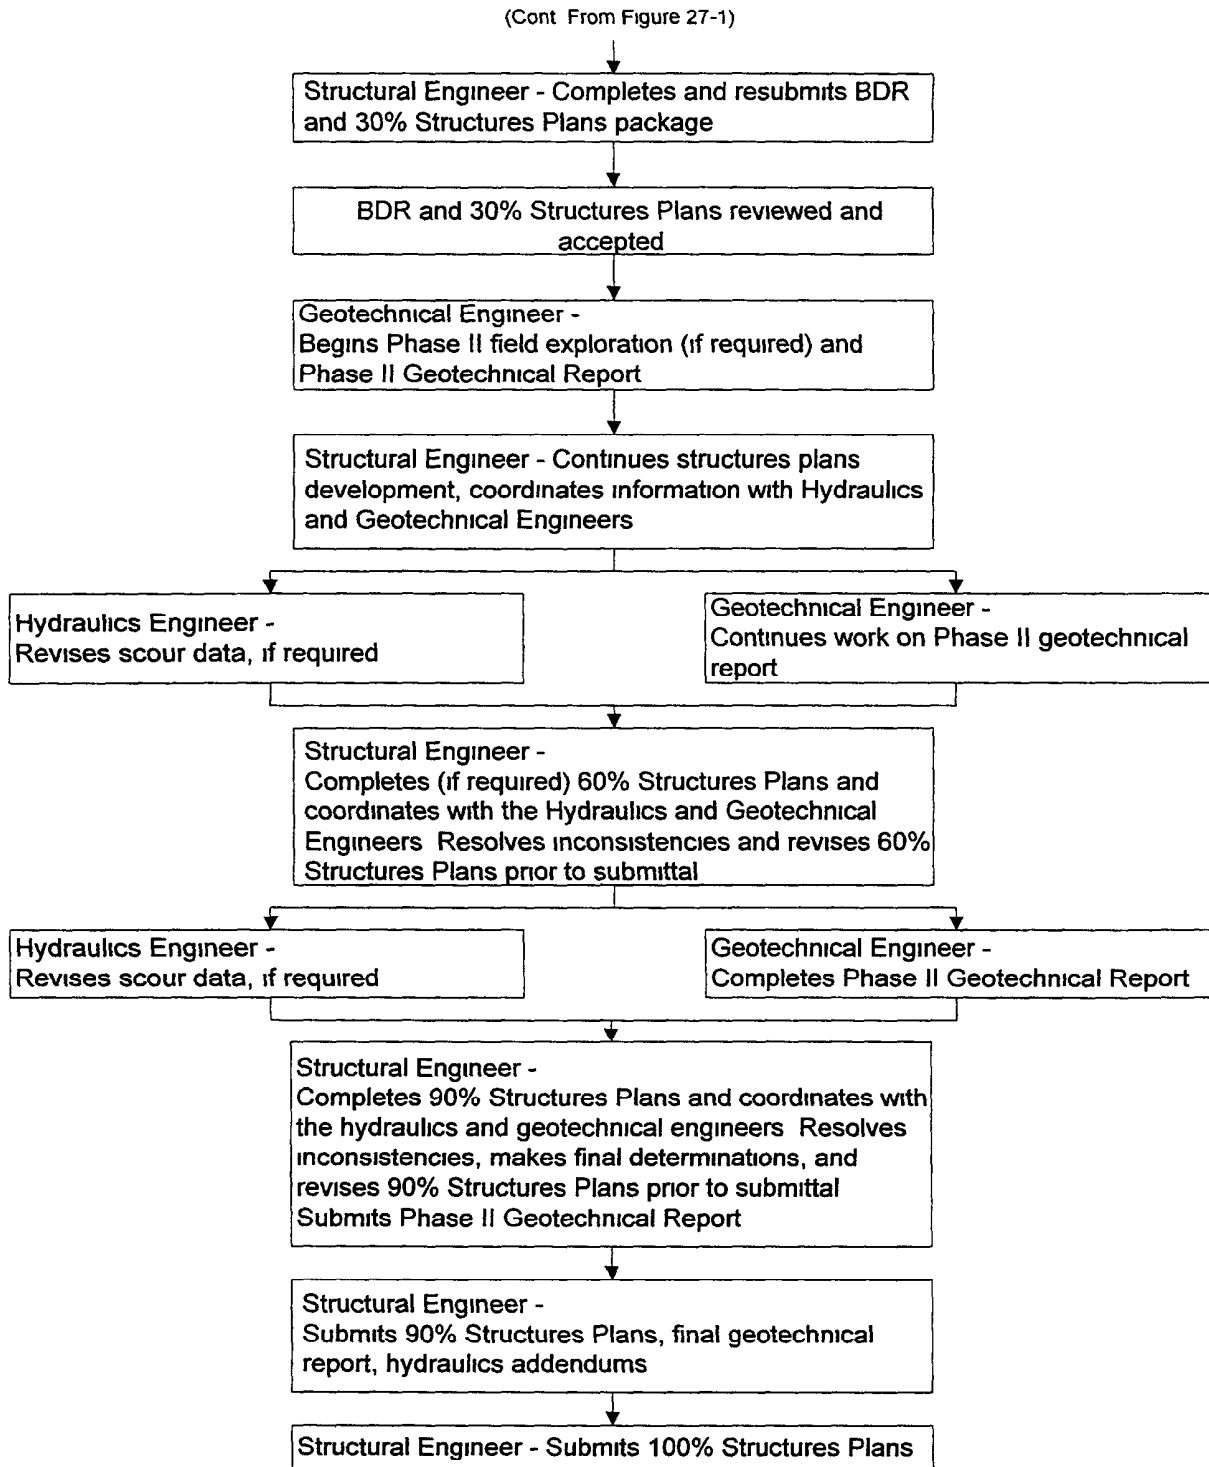 (Cont From Figure 27-1)
Structural Engineer - Completes and resubmits BDR
and 30% Structures Plans package
BDR and 30% Structures Plans reviewed and
accepted
Geotechnical Engineer -
Begins Phase II field exploration (if required) and
Phase II Geotechnical Report
Structural Engineer - Continues structures plans
development, coordinates information with Hydraulics
and Geotechnical Engineers
Hydraulics Engineer -
Revises scour data, if required
Geotechnical Engineer -
Continues work on Phase II geotechnical
report
Structural Engineer -
Completes (if required) 60% Structures Plans and
coordinates with the Hydraulics and Geotechnical
Engineers Resolves inconsistencies and revises 60%
Structures Plans prior to submittal
Hydraulics Engineer -
Revises scour data, if required
Geotechnical Engineer -
Completes Phase II Geotechnical Report
Structural Engineer -
Completes 90% Structures Plans and coordinates with
the hydraulics and geotechnical engineers Resolves
inconsistencies, makes final determinations, and
revises 90% Structures Plans prior to submittal
Submits Phase II Geotechnical Report
Structural Engineer -
Submits 90% Structures Plans, final geotechnical
report, hydraulics addendums
Structural Engineer - Submits 100% Structures Plans